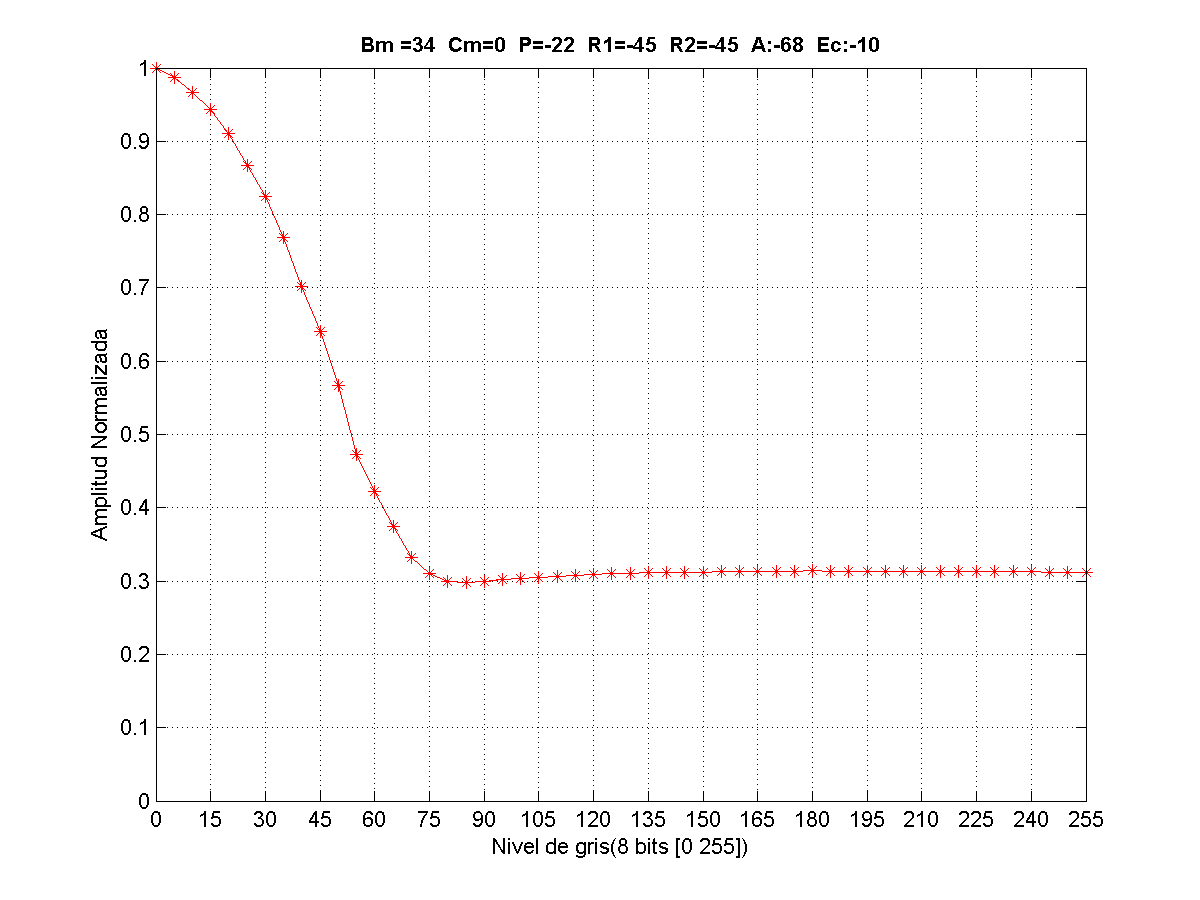 Bm =34  Cm=0  P=-22  R1=-45  R2=-45  A:-68  Ec:-10
1
0.9
0.8
0.7
0.6
0.5
0.4
0.3
0.2
0.1
0
Amplitud Normalizada
0 15 30 45 60 75 90 105 120 135 150 165 180 195 210 225 240 255
Nivel de gris(8 bits [0 255])